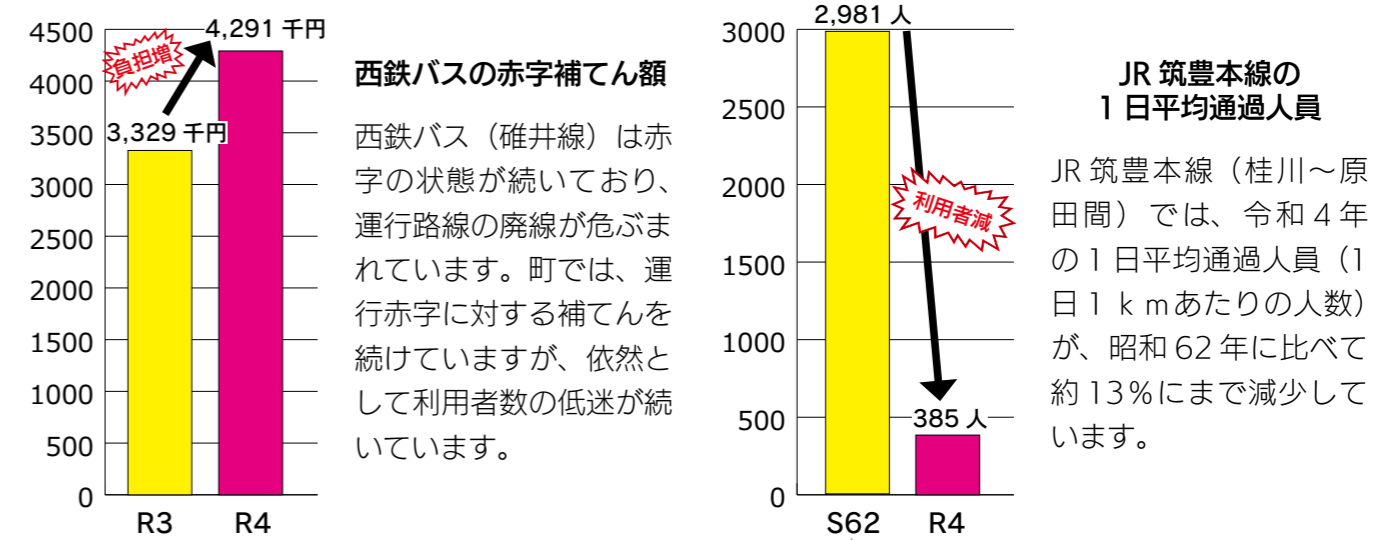 4500
4000
3500
3000
2500
2000
1500
1000
500
0
4,291 千円
負担増
3,329 千円
R3
R4
西鉄バスの赤字補てん額
西鉄バス（碓井線）は赤
字の状態が続いており、
運行路線の廃線が危ぶま
れています。町では、運
行赤字に対する補てんを
続けていますが、依然と
して利用者数の低迷が続
いています。
3000
2500
2000
1500
1000
500
0
2,981 人
利用者減
385 人
S62
R4
JR 筑豊本線の
1 日平均通過人員
JR 筑豊本線（桂川～原
田間）では、令和 4 年
の 1 日平均通過人員（1
日 1 ｋｍあたりの人数）
が、昭和 62 年に比べて
約 13%にまで減少して
います。